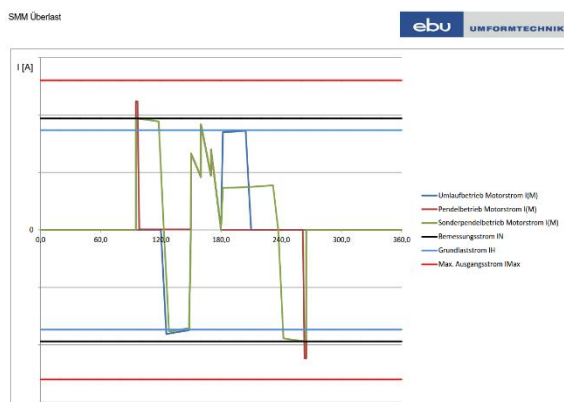 SMM Überlast
ebu UMFORMTECHNIK
I [A]
0
0,0 60,0 120,0 180,0 240,0 300,0 360,0
Umlaufbetrieb Motorstrom I(M)
Pendelbetrieb Motorstrom I(M)
Sonderpendelbetrieb Motorstrom I(M)
Bemessungsstrom IN
Grundlaststrom IH
Max. Ausgangsstrom IMax